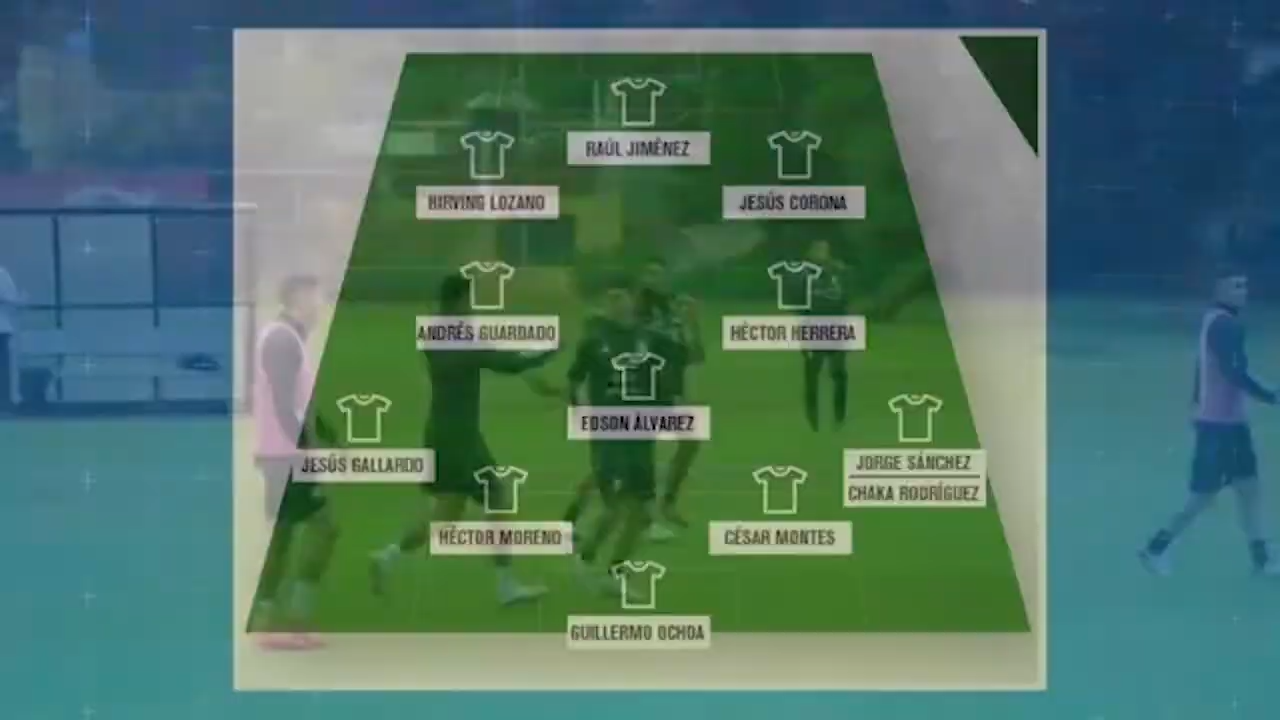 RAÚL JIMÉNEZ
HIRVING LOZANO
JESÚS CORONA
ANDRÉS GUARDADO
HÉCTOR HERRERA
EDSON ÁLVAREZ
JESÚS GALLARDO
JORGE SÁNCHEZ
CHAKA RODRÍGUEZ
HÉCTOR MORENO
CÉSAR MONTES
GUILLERMO OCHOA